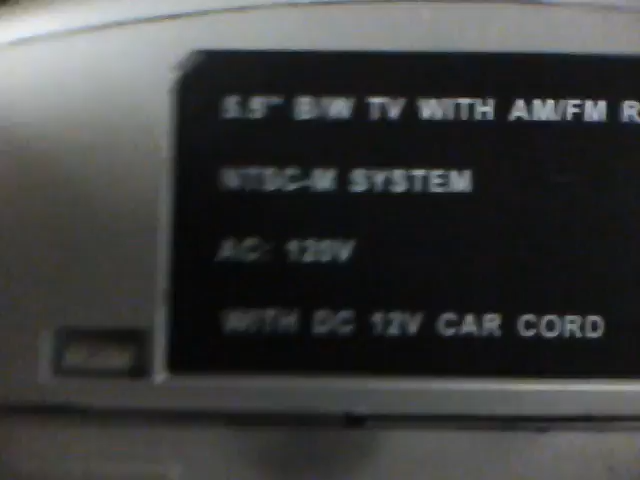 5.5" B/W TV WITH AM/FM R
NTSC-M SYSTEM
AC: 120V
WITH DC 12V CAR CORD